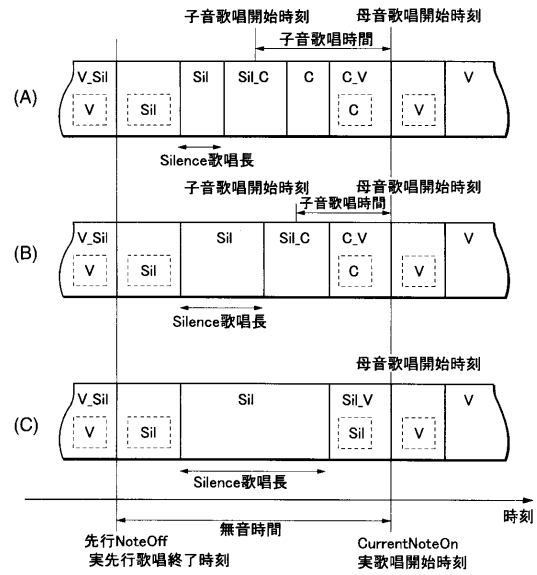 子音歌唱開始時刻 母音歌唱開始時刻
子音歌唱時間
(A)
V_Sil Sil Sil_C C C_V V
V Sil C V
Silence歌唱長
子音歌唱開始時刻 母音歌唱開始時刻
子音歌唱時間
(B)
V_Sil Sil Sil_C C_V V
V Sil C V
Silence歌唱長
母音歌唱開始時刻
(C)
V_Sil Sil Sil_V V
V Sil Sil V
Silence歌唱長
時刻
無音時間
先行NoteOff
実先行歌唱終了時刻
CurrentNoteOn
実歌唱開始時刻